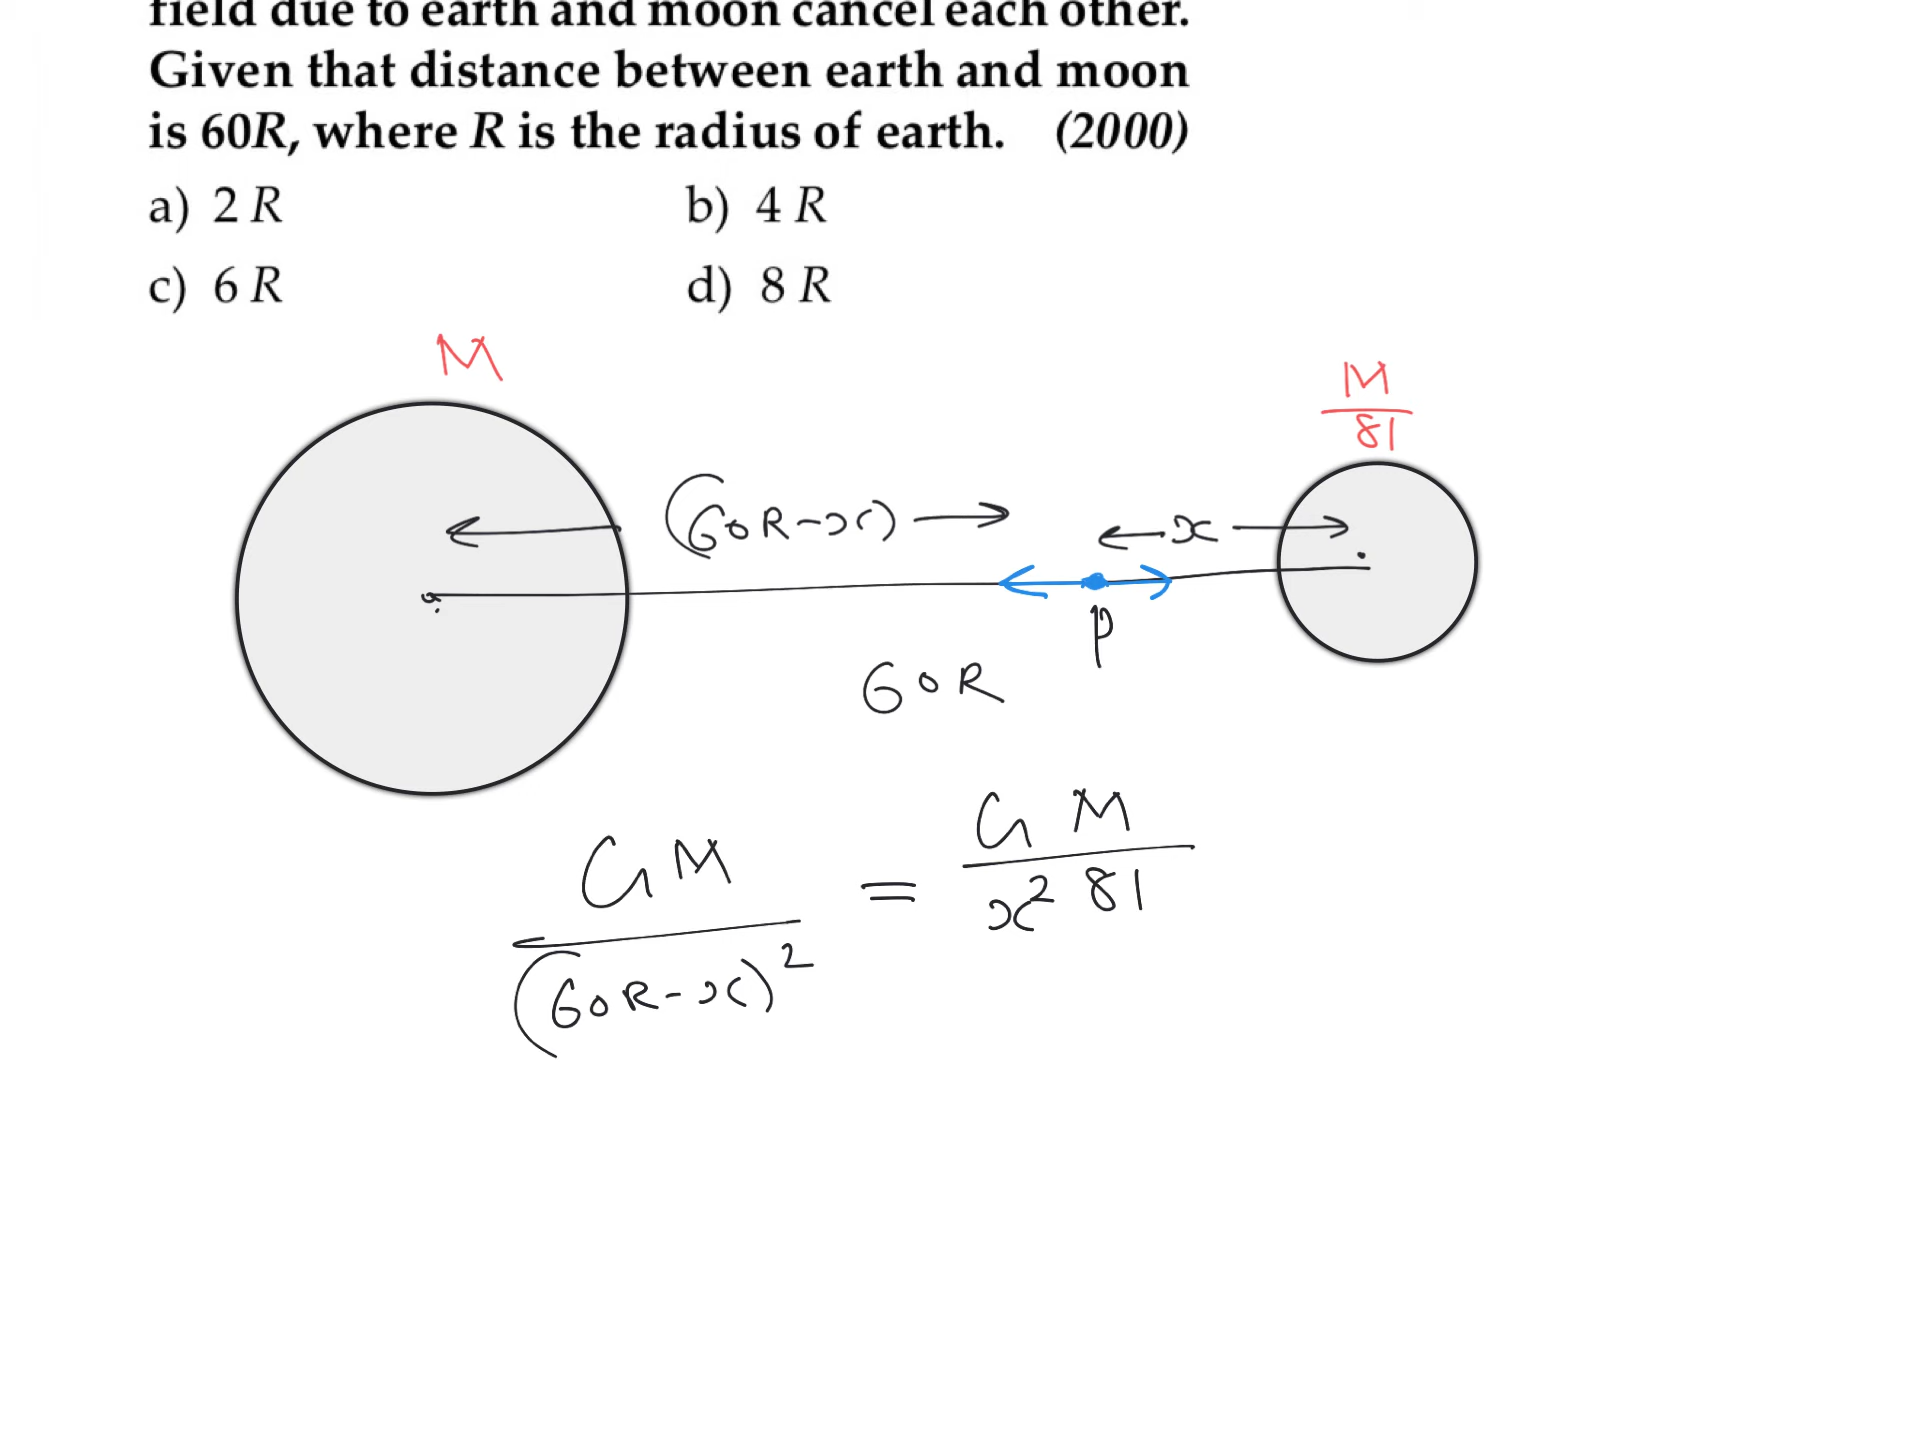 field due to earth and moon cancel each other.
Given that distance between earth and moon
is 60R, where R is the radius of earth. (2000)
a) 2 R b) 4 R
c) 6 R d) 8 R
M
M
81
(60R-x)
x
P
60R
GM = GM
(60R-x)² x² 81